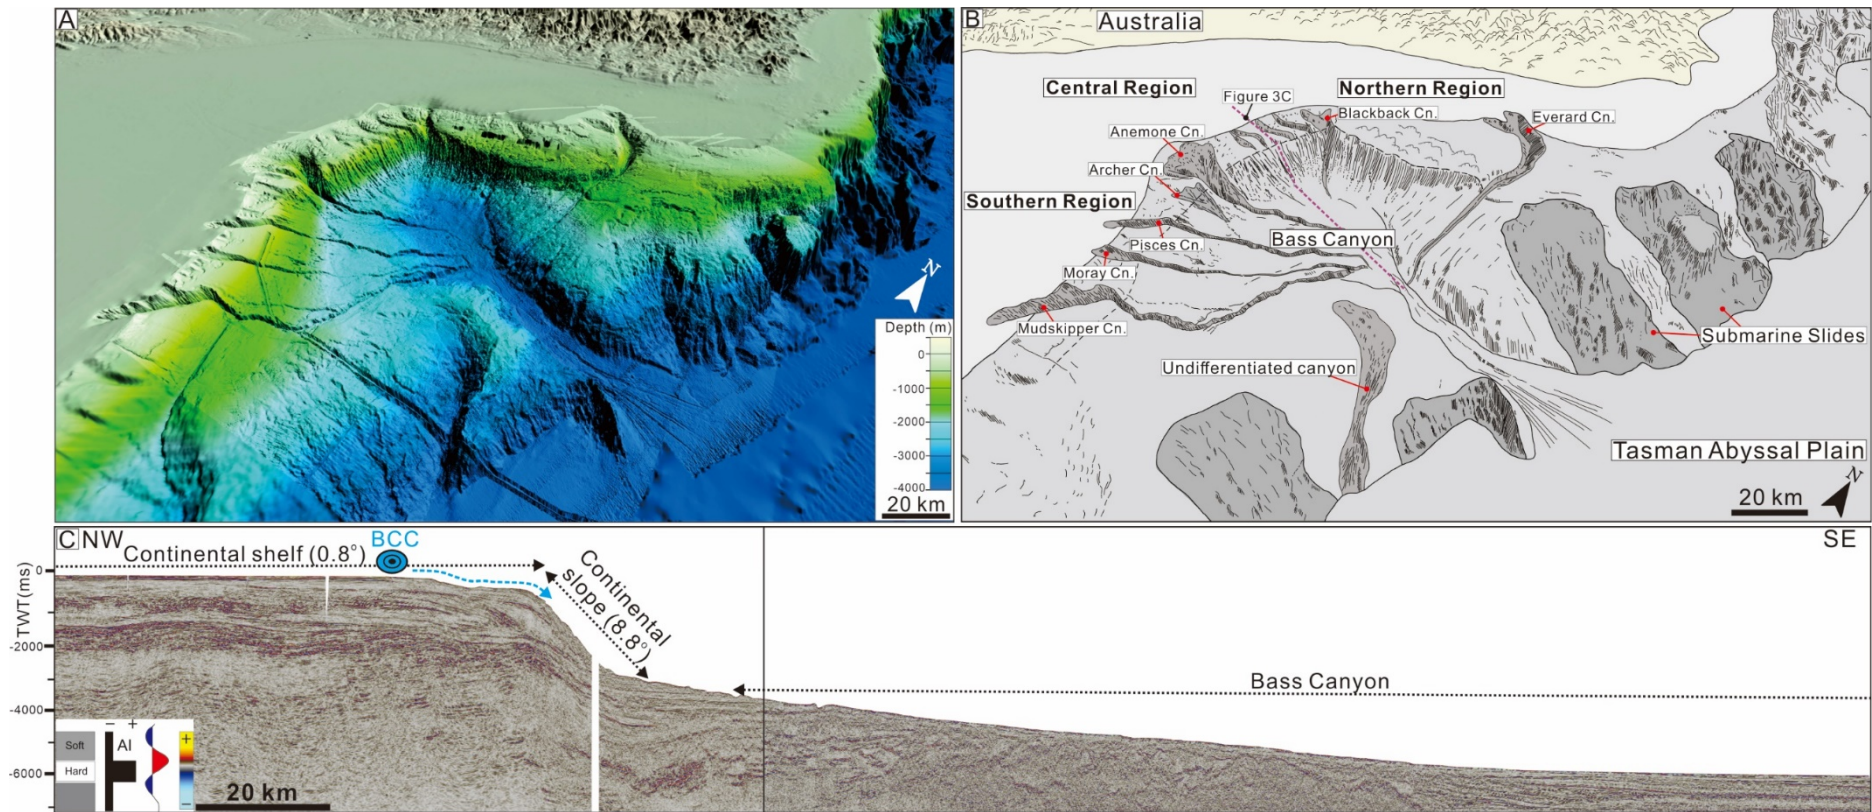 A
N
Depth (m)
0
-1000
-2000
-3000
-4000
20 km
B
Australia
Central Region
Northern Region
Figure 3C
Blackback Cn.
Everard Cn.
Anemone Cn.
Archer Cn.
Southern Region
Pisces Cn.
Bass Canyon
Moray Cn.
Mudskipper Cn.
Submarine Slides
Undifferentiated canyon
Tasman Abyssal Plain
N
20 km
C NW
SE
BCC
Continental shelf (0.8°)
Continental
slope (8.8°)
Bass Canyon
TWT(ms)
0
-2000
-4000
-6000
− +
Soft
Hard
AI
+
−
20 km